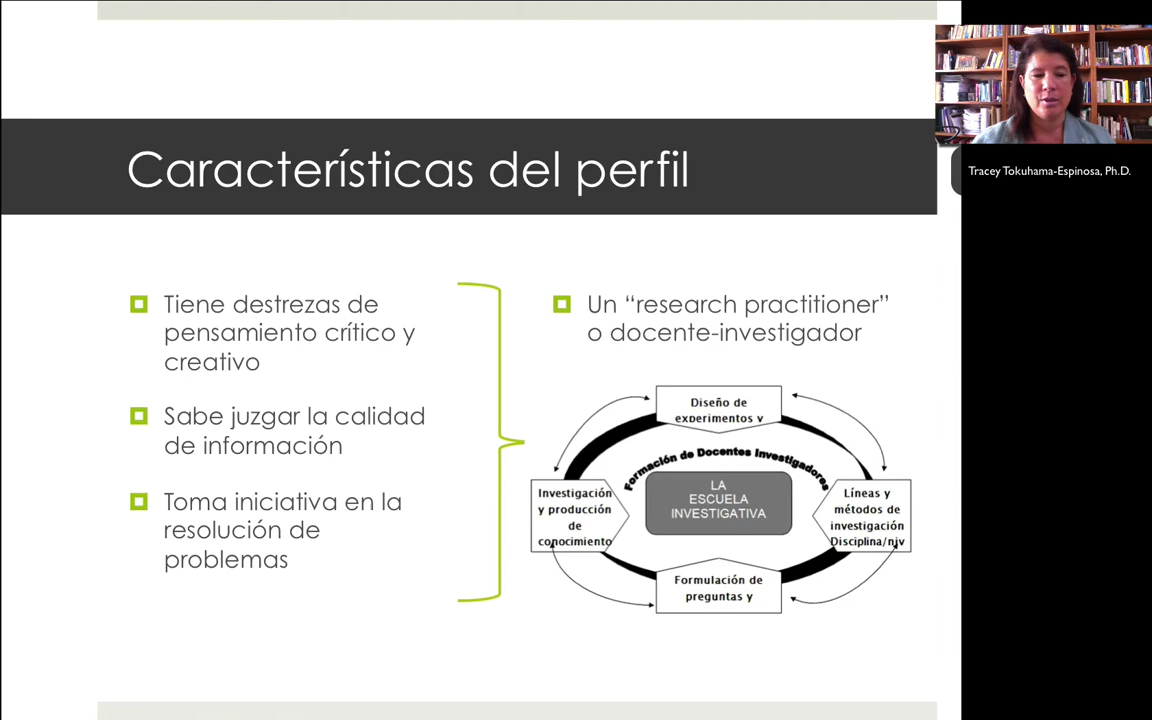 Características del perfil
Tracey Tokuhama-Espinosa, Ph.D.
Tiene destrezas de
pensamiento crítico y
creativo
Sabe juzgar la calidad
de información
Toma iniciativa en la
resolución de
problemas
Un “research practitioner”
o docente-investigador
Diseño de
experimentos y
Formación de Docentes Investigadores
LA
ESCUELA
INVESTIGATIVA
Investigación
y producción
de
conocimiento
Líneas y
métodos de
investigación
Disciplina/niv
Formulación de
preguntas y